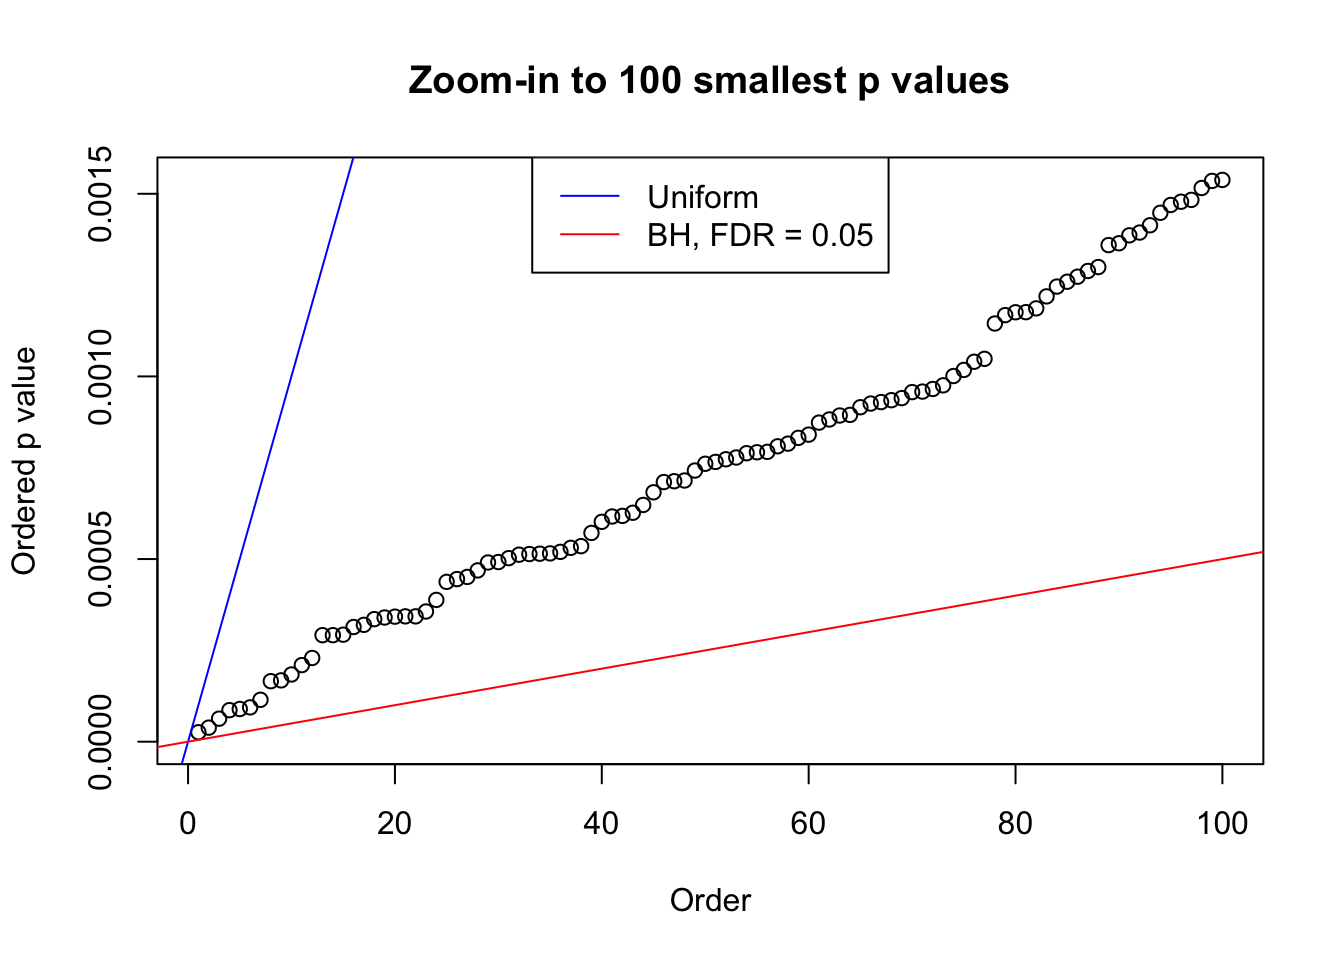 Zoom-in to 100 smallest p values
Uniform
BH, FDR = 0.05
Ordered p value
0.0015
0.0010
0.0005
0.0000
0 20 40 60 80 100
Order